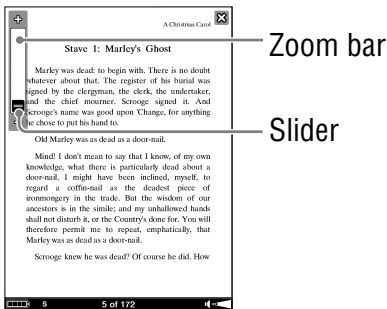 A Christmas Carol
Stave 1: Marley's Ghost
Marley was dead: to begin with. There is no doubt
whatever about that. The register of his burial was
signed by the clergyman, the clerk, the undertaker,
and the chief mourner. Scrooge signed it. And
Scrooge's name was good upon 'Change, for anything
he chose to put his hand to.
Old Marley was as dead as a door-nail.
Mind! I don't mean to say that I know, of my own
knowledge, what there is particularly dead about a
door-nail. I might have been inclined, myself, to
regard a coffin-nail as the deadest piece of
ironmongery in the trade. But the wisdom of our
ancestors is in the simile; and my unhallowed hands
shall not disturb it, or the Country's done for. You will
therefore permit me to repeat, emphatically, that
Marley was as dead as a door-nail.
Scrooge knew he was dead? Of course he did. How
S
5 of 172
Zoom bar
Slider